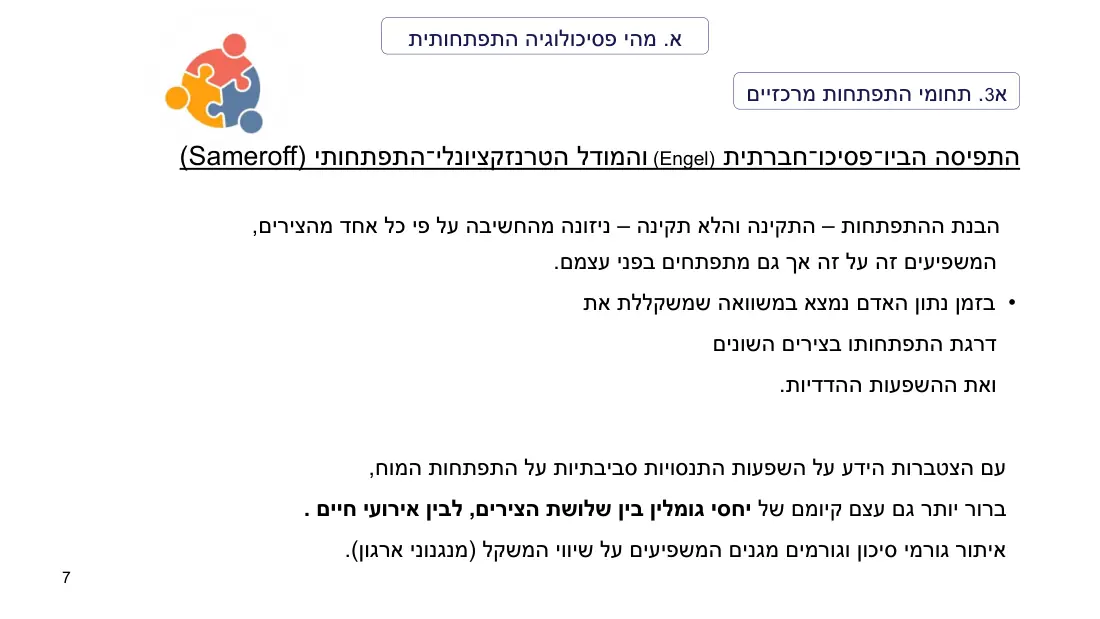 א. מהי פסיכולוגיה התפתחותית
א3. תחומי התפתחות מרכזיים
התפיסה הביו־פסיכו־חברתית (Engel) והמודל הטרנזקציונלי־התפתחותי (Sameroff)
הבנת ההתפתחות – התקינה והלא תקינה – ניזונה מהחשיבה על פי כל אחד מהצירים,
המשפיעים זה על זה אך גם מתפתחים בפני עצמם.
• בזמן נתון האדם נמצא במשוואה שמשקללת את
דרגת התפתחותו בצירים השונים
ואת ההשפעות ההדדיות.
עם הצטברות הידע על השפעות התנסויות סביבתיות על התפתחות המוח,
ברור יותר גם עצם קיומם של יחסי גומלין בין שלושת הצירים, לבין אירועי חיים .
איתור גורמי סיכון וגורמים מגנים המשפיעים על שיווי המשקל (מנגנוני ארגון).
7